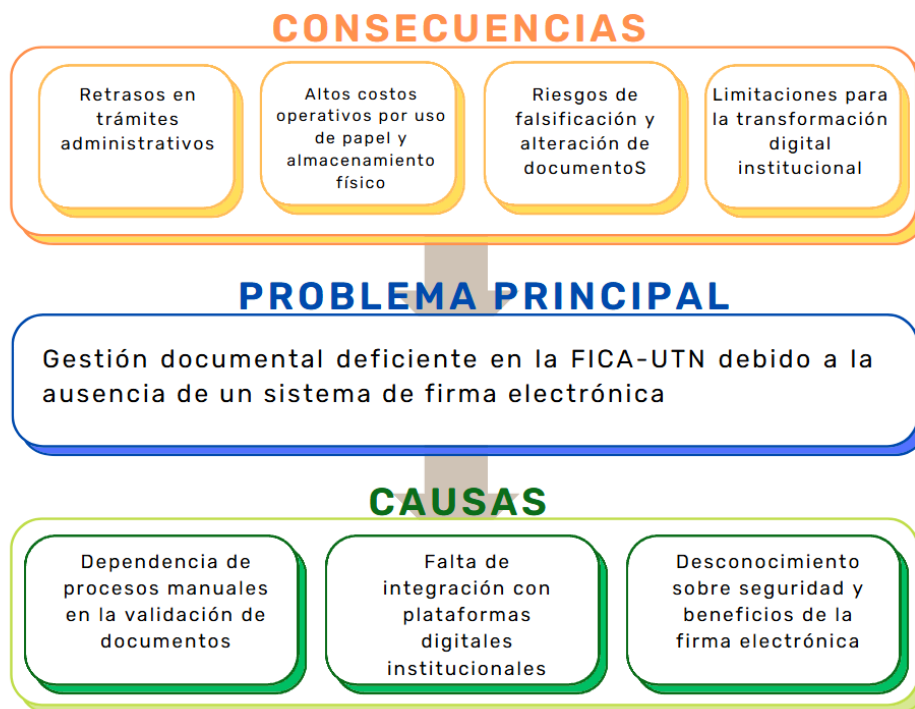 CONSECUENCIAS
Retrasos en
trámites
administrativos
Altos costos
operativos por uso
de papel y
almacenamiento
físico
Riesgos de
falsificación y
alteración de
documentoS
Limitaciones para
la transformación
digital
institucional
PROBLEMA PRINCIPAL
Gestión documental deficiente en la FICA-UTN debido a la
ausencia de un sistema de firma electrónica
CAUSAS
Dependencia de
procesos manuales
en la validación de
documentos
Falta de
integración con
plataformas
digitales
institucionales
Desconocimiento
sobre seguridad y
beneficios de la
firma electrónica